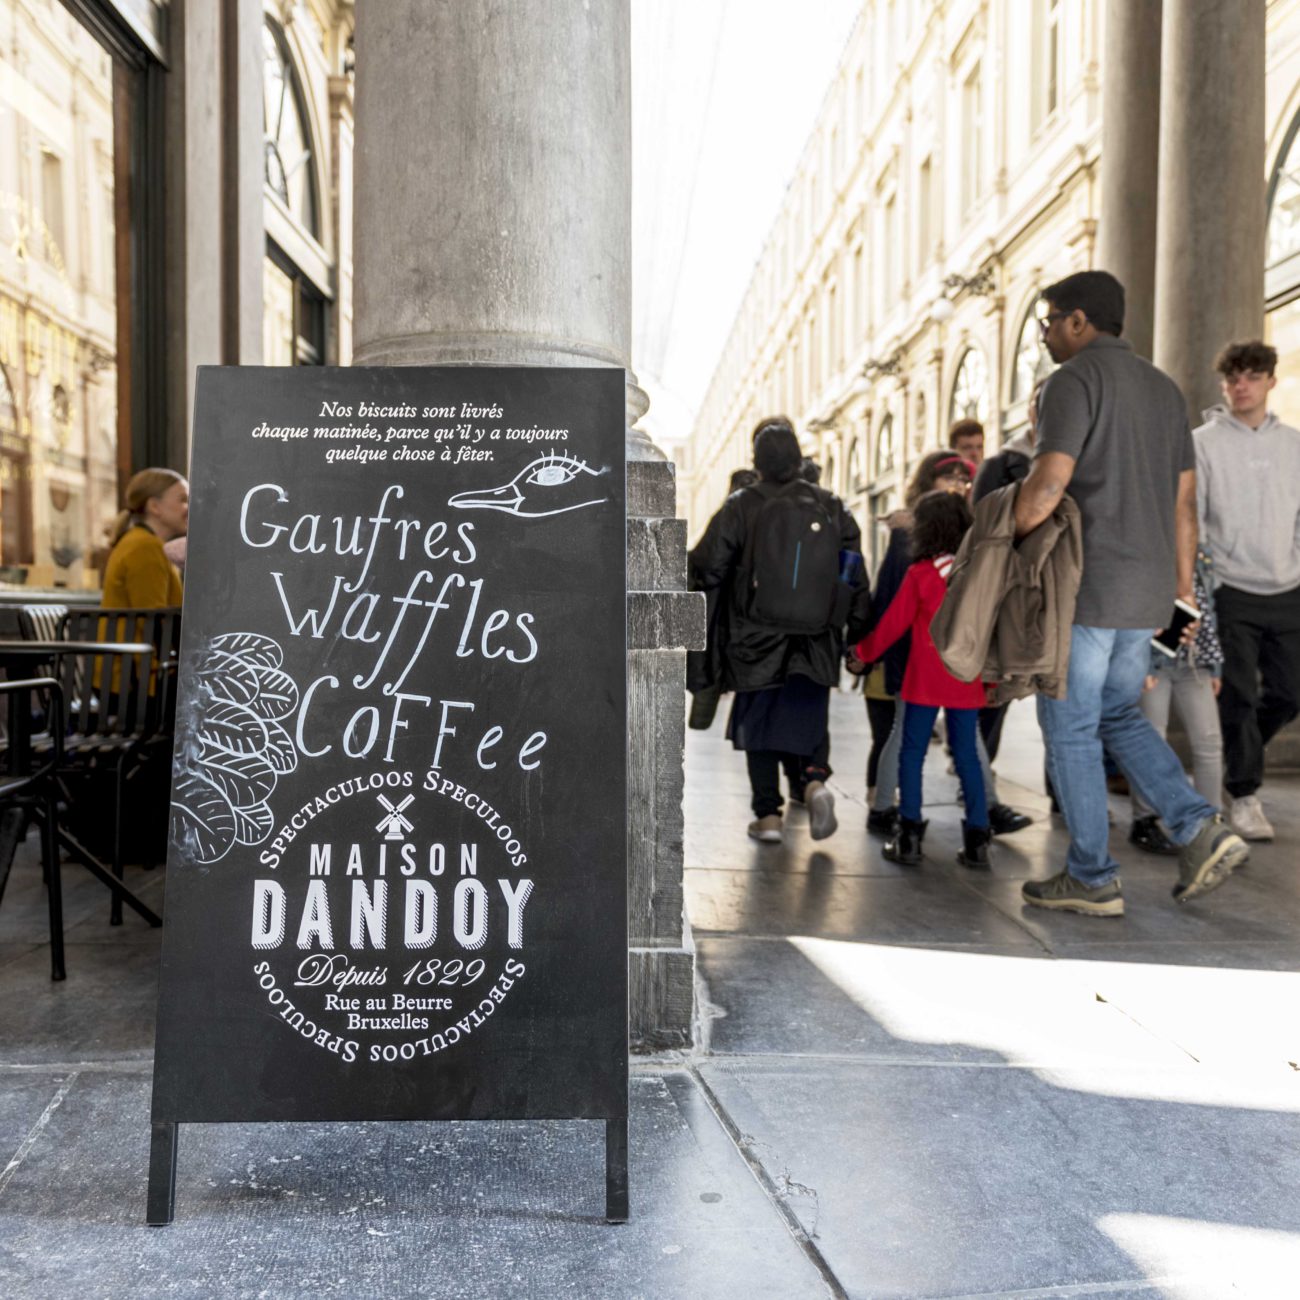 Nos biscuits sont livrés
chaque matinée, parce qu'il y a toujours
quelque chose à fêter.
Gaufres
Waffles
CoFFee
SPECTACULOOS SPECULOOS
MAISON
DANDOY
Depuis 1829
Rue au Beurre
Bruxelles
SPECTACULOOS SPECULOOS